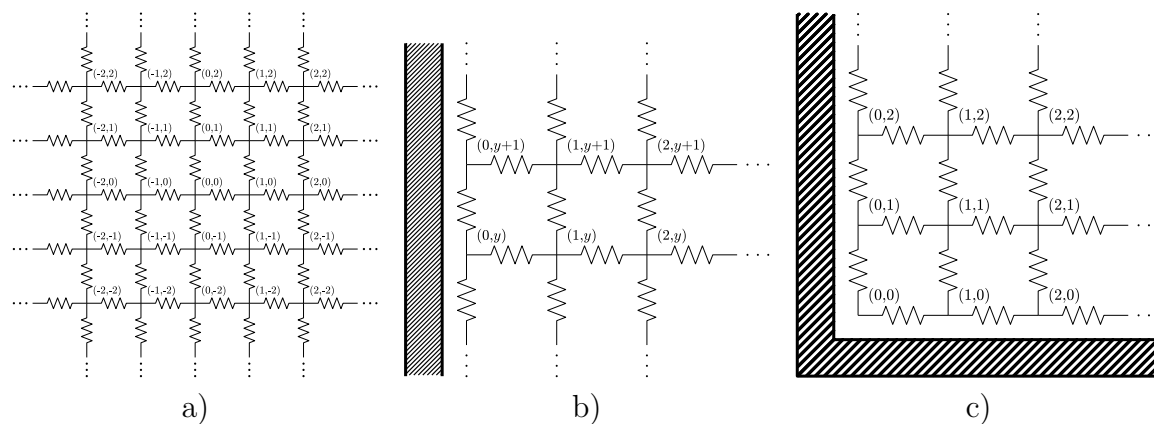 (-2,2) (-1,2) (0,2) (1,2) (2,2)
(-2,1) (-1,1) (0,1) (1,1) (2,1)
(-2,0) (-1,0) (0,0) (1,0) (2,0)
(-2,-1) (-1,-1) (0,-1) (1,-1) (2,-1)
(-2,-2) (-1,-2) (0,-2) (1,-2) (2,-2)
a)
(0,y+1) (1,y+1) (2,y+1)
(0,y) (1,y) (2,y)
b)
(0,2) (1,2) (2,2)
(0,1) (1,1) (2,1)
(0,0) (1,0) (2,0)
c)